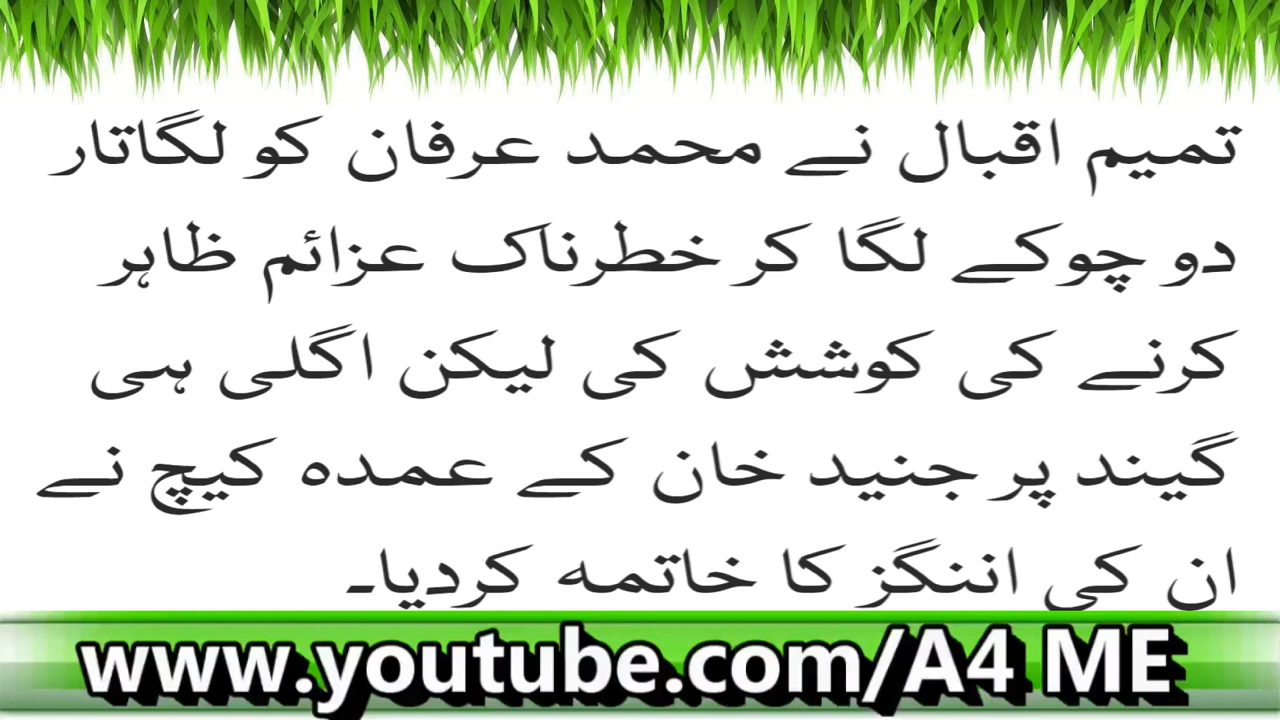 تمیم اقبال نے محمد عرفان کو لگاتار
دو چوکے لگا کر خطرناک عزائم ظاہر
کرنے کی کوشش کی لیکن اگلی ہی
گیند پر جنید خان کے عمدہ کیچ نے
ان کی اننگز کا خاتمہ کردیا۔
www.youtube.com/A4 ME